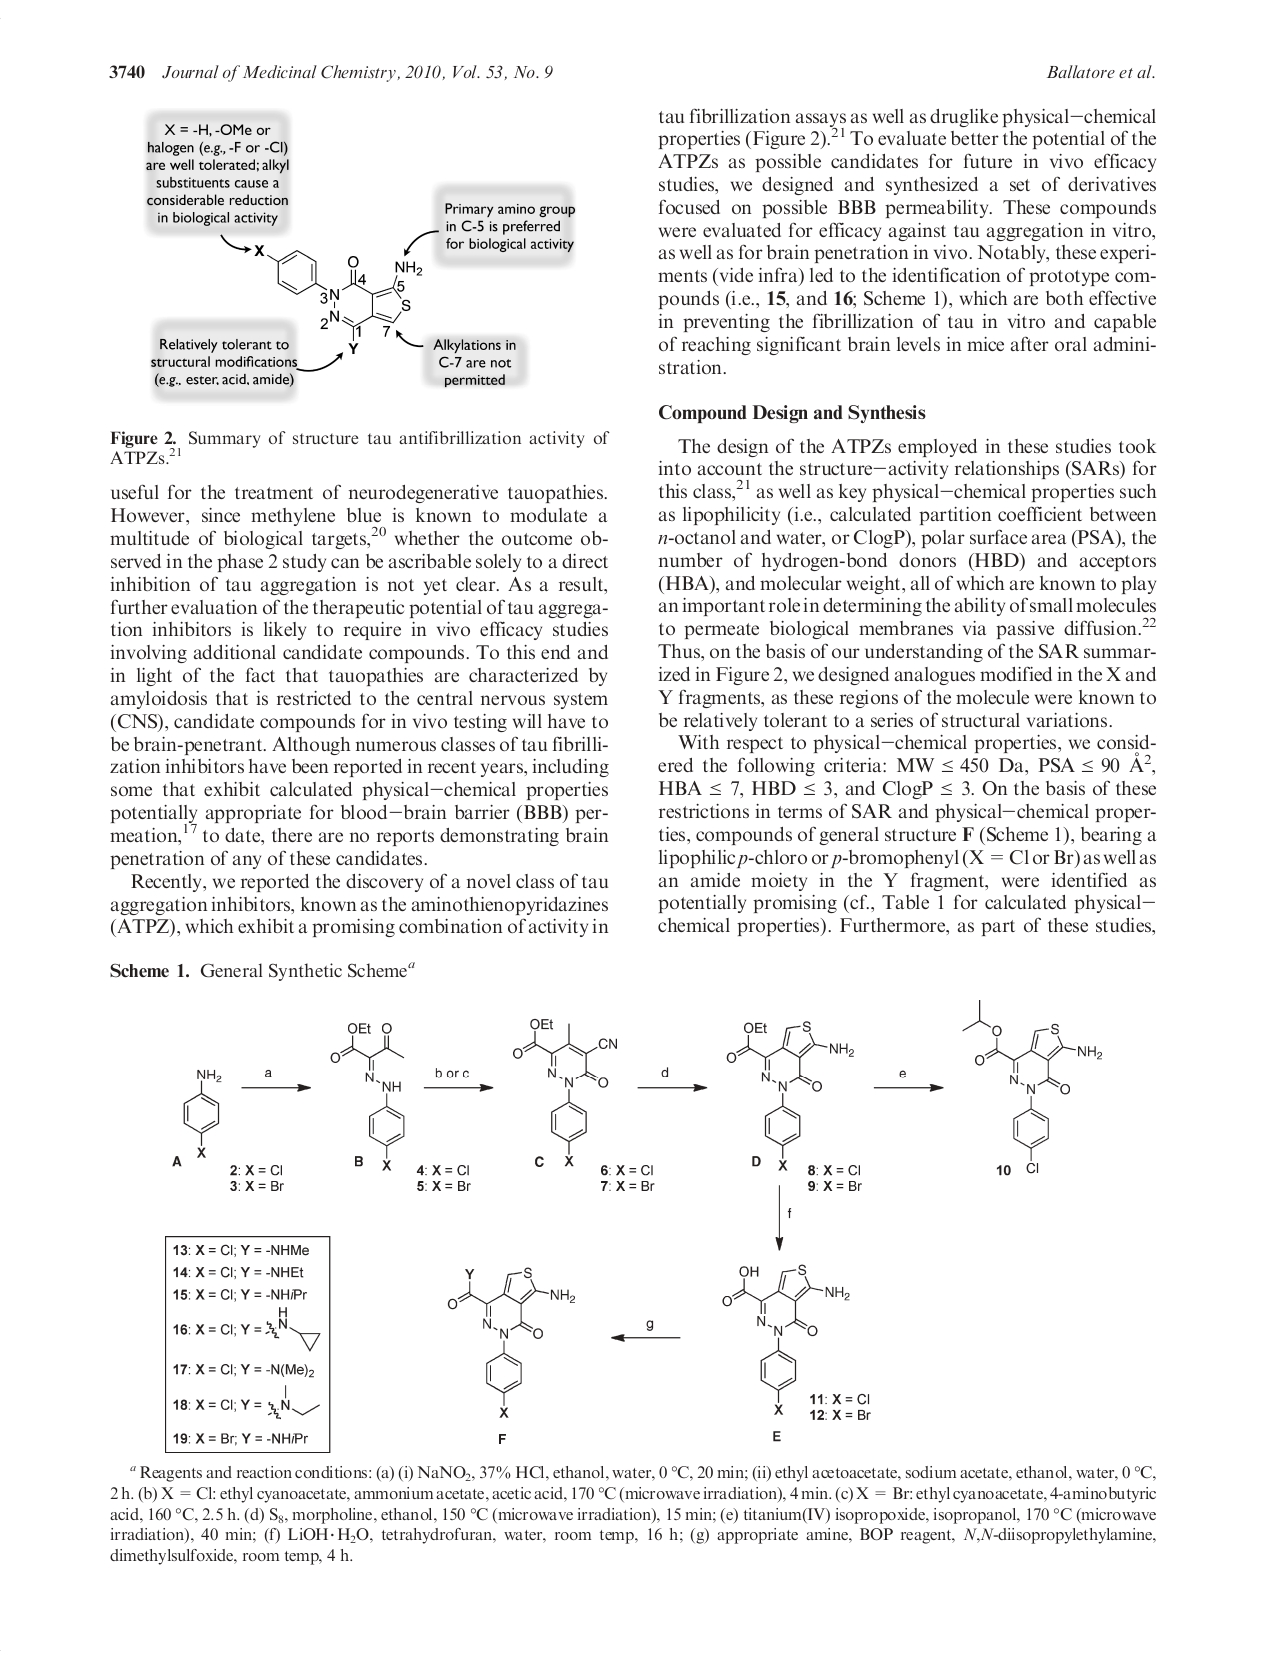 3740 Journal of Medicinal Chemistry, 2010, Vol. 53, No. 9
Ballatore et al.
X = -H, -OMe or
halogen (e.g., -F or -Cl)
are well tolerated; alkyl
substituents cause a
considerable reduction
in biological activity
Primary amino group
in C-5 is preferred
for biological activity
X
O
4
NH2
5
3 N
S
2 N
1
7
Y
Relatively tolerant to
structural modifications
(e.g., ester, acid, amide)
Alkylations in
C-7 are not
permitted
Figure 2. Summary of structure tau antifibrillization activity of
ATPZs.21
useful for the treatment of neurodegenerative tauopathies.
However, since methylene blue is known to modulate a
multitude of biological targets,20 whether the outcome ob-
served in the phase 2 study can be ascribable solely to a direct
inhibition of tau aggregation is not yet clear. As a result,
further evaluation of the therapeutic potential of tau aggrega-
tion inhibitors is likely to require in vivo efficacy studies
involving additional candidate compounds. To this end and
in light of the fact that tauopathies are characterized by
amyloidosis that is restricted to the central nervous system
(CNS), candidate compounds for in vivo testing will have to
be brain-penetrant. Although numerous classes of tau fibrilli-
zation inhibitors have been reported in recent years, including
some that exhibit calculated physical−chemical properties
potentially appropriate for blood−brain barrier (BBB) per-
meation,17 to date, there are no reports demonstrating brain
penetration of any of these candidates.
Recently, we reported the discovery of a novel class of tau
aggregation inhibitors, known as the aminothienopyridazines
(ATPZ), which exhibit a promising combination of activity in
tau fibrillization assays as well as druglike physical−chemical
properties (Figure 2).21 To evaluate better the potential of the
ATPZs as possible candidates for future in vivo efficacy
studies, we designed and synthesized a set of derivatives
focused on possible BBB permeability. These compounds
were evaluated for efficacy against tau aggregation in vitro,
as well as for brain penetration in vivo. Notably, these experi-
ments (vide infra) led to the identification of prototype com-
pounds (i.e., 15, and 16; Scheme 1), which are both effective
in preventing the fibrillization of tau in vitro and capable
of reaching significant brain levels in mice after oral admini-
stration.
Compound Design and Synthesis
The design of the ATPZs employed in these studies took
into account the structure−activity relationships (SARs) for
this class,21 as well as key physical−chemical properties such
as lipophilicity (i.e., calculated partition coefficient between
n-octanol and water, or ClogP), polar surface area (PSA), the
number of hydrogen-bond donors (HBD) and acceptors
(HBA), and molecular weight, all of which are known to play
an important role in determining the ability of small molecules
to permeate biological membranes via passive diffusion.22
Thus, on the basis of our understanding of the SAR summar-
ized in Figure 2, we designed analogues modified in the X and
Y fragments, as these regions of the molecule were known to
be relatively tolerant to a series of structural variations.
With respect to physical−chemical properties, we consid-
ered the following criteria: MW ≤ 450 Da, PSA ≤ 90 Å2,
HBA ≤ 7, HBD ≤ 3, and ClogP ≤ 3. On the basis of these
restrictions in terms of SAR and physical−chemical proper-
ties, compounds of general structure F (Scheme 1), bearing a
lipophilic p-chloro or p-bromophenyl (X = Cl or Br) as well as
an amide moiety in the Y fragment, were identified as
potentially promising (cf., Table 1 for calculated physical−
chemical properties). Furthermore, as part of these studies,
Scheme 1. General Synthetic Schemea
NH2
X
A
2: X = Cl
3: X = Br
a
OEt O
O
N
NH
B X
4: X = Cl
5: X = Br
b or c
OEt
CN
O
N
N O
C X
6: X = Cl
7: X = Br
d
OEt S
O
NH2
N
N O
D X
8: X = Cl
9: X = Br
e
O S
O
NH2
N
N O
10 Cl
f
13: X = Cl; Y = -NHMe
14: X = Cl; Y = -NHEt
15: X = Cl; Y = -NHiPr
16: X = Cl; Y = H N
17: X = Cl; Y = -N(Me)2
18: X = Cl; Y = N
19: X = Br; Y = -NHiPr
Y S
O
NH2
N
N O
X
F
g
OH S
O
NH2
N
N O
X
11: X = Cl
12: X = Br
E
a Reagents and reaction conditions: (a) (i) NaNO2, 37% HCl, ethanol, water, 0 °C, 20 min; (ii) ethyl acetoacetate, sodium acetate, ethanol, water, 0 °C,
2 h. (b) X = Cl: ethyl cyanoacetate, ammonium acetate, acetic acid, 170 °C (microwave irradiation), 4 min. (c) X = Br: ethyl cyanoacetate, 4-aminobutyric
acid, 160 °C, 2.5 h. (d) S8, morpholine, ethanol, 150 °C (microwave irradiation), 15 min; (e) titanium(IV) isopropoxide, isopropanol, 170 °C (microwave
irradiation), 40 min; (f) LiOH·H2O, tetrahydrofuran, water, room temp, 16 h; (g) appropriate amine, BOP reagent, N,N-diisopropylethylamine,
dimethylsulfoxide, room temp, 4 h.